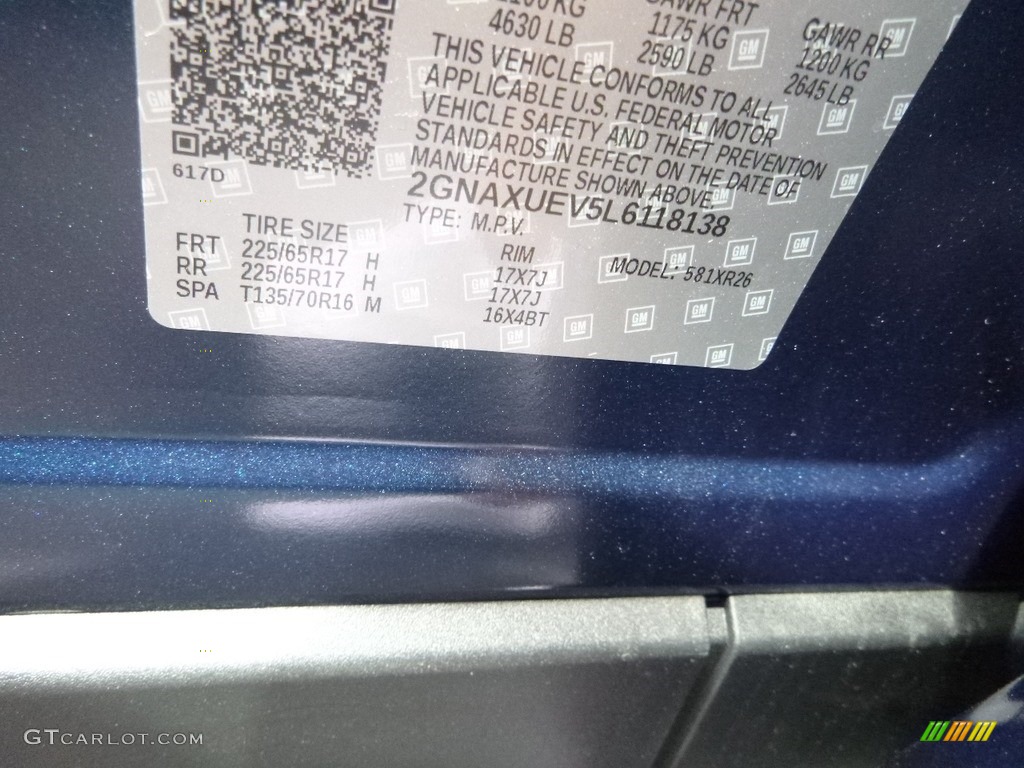 4630 LB
GAWR FRT
1175 KG
2590 LB
GAWR RR
1200 KG
2645 LB
THIS VEHICLE CONFORMS TO ALL
APPLICABLE U.S. FEDERAL MOTOR
VEHICLE SAFETY AND THEFT PREVENTION
STANDARDS IN EFFECT ON THE DATE OF
MANUFACTURE SHOWN ABOVE.
617D
2GNAXUEV5L6118138
TYPE: M.P.V.
MODEL: 581XR26
TIRE SIZE RIM
FRT 225/65R17 H 17X7J
RR 225/65R17 H 17X7J
SPA T135/70R16 M 16X4BT
GM
GTCARLOT.COM